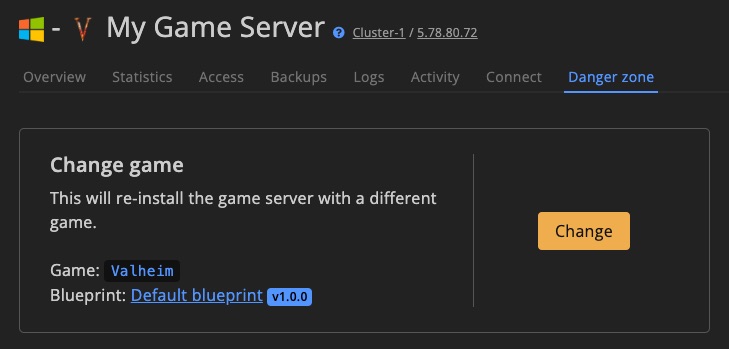 - My Game Server ? Cluster-1 / 5.78.80.72
Overview Statistics Access Backups Logs Activity Connect Danger zone
Change game
This will re-install the game server with a different
game.
Change
Game: Valheim
Blueprint: Default blueprint v1.0.0